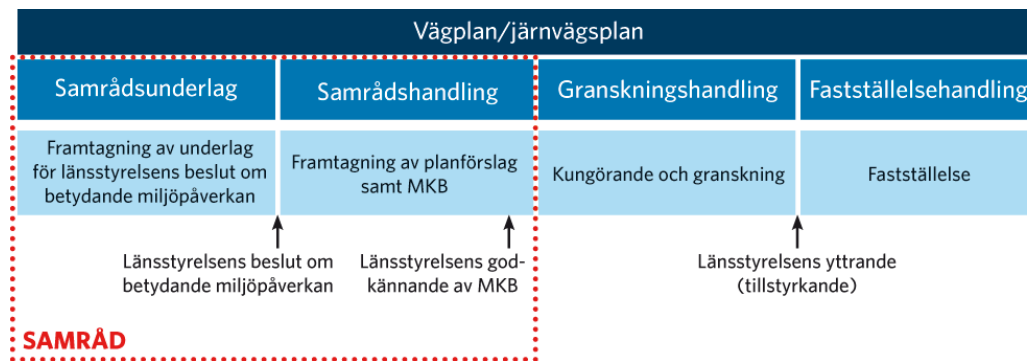 Vägplan/järnvägsplan
Samrådsunderlag
Samrådshandling
Granskningshandling
Fastställelsehandling
Framtagning av underlag
för länsstyrelsens beslut om
betydande miljöpåverkan
Framtagning av planförslag
samt MKB
Kungörande och granskning
Fastställelse
Länsstyrelsens beslut om
betydande miljöpåverkan
Länsstyrelsens god-
kännande av MKB
Länsstyrelsens yttrande
(tillstyrkande)
SAMRÅD